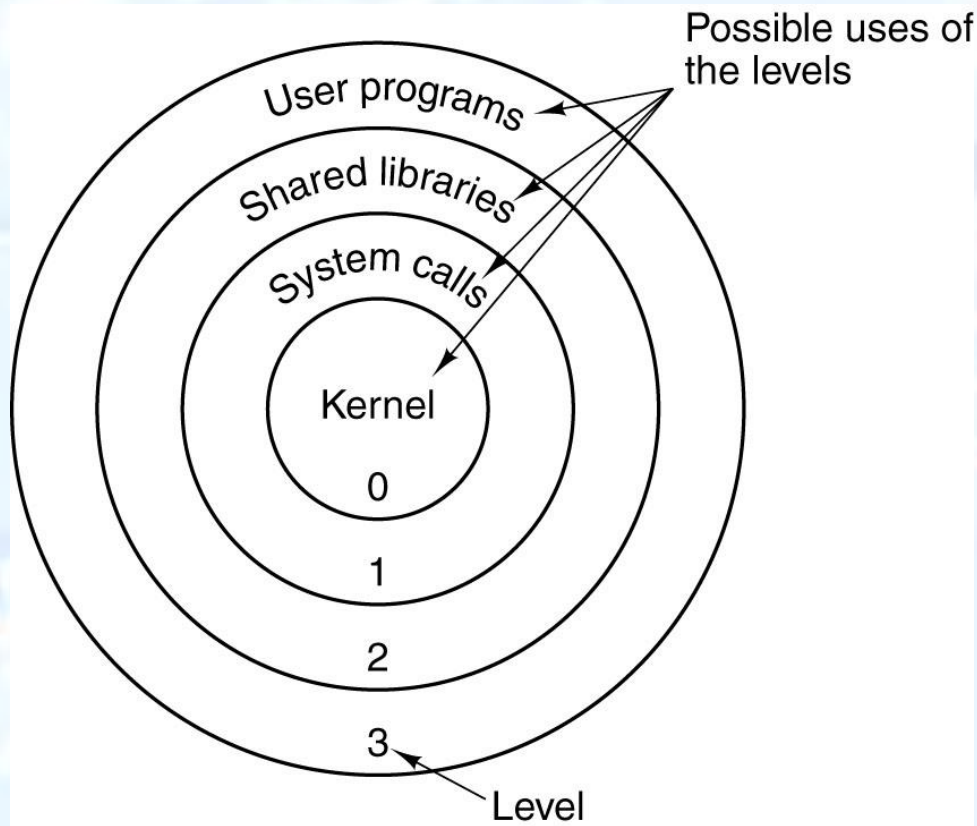 Possible uses of
the levels
User programs
Shared libraries
System calls
Kernel
0
1
2
3
Level